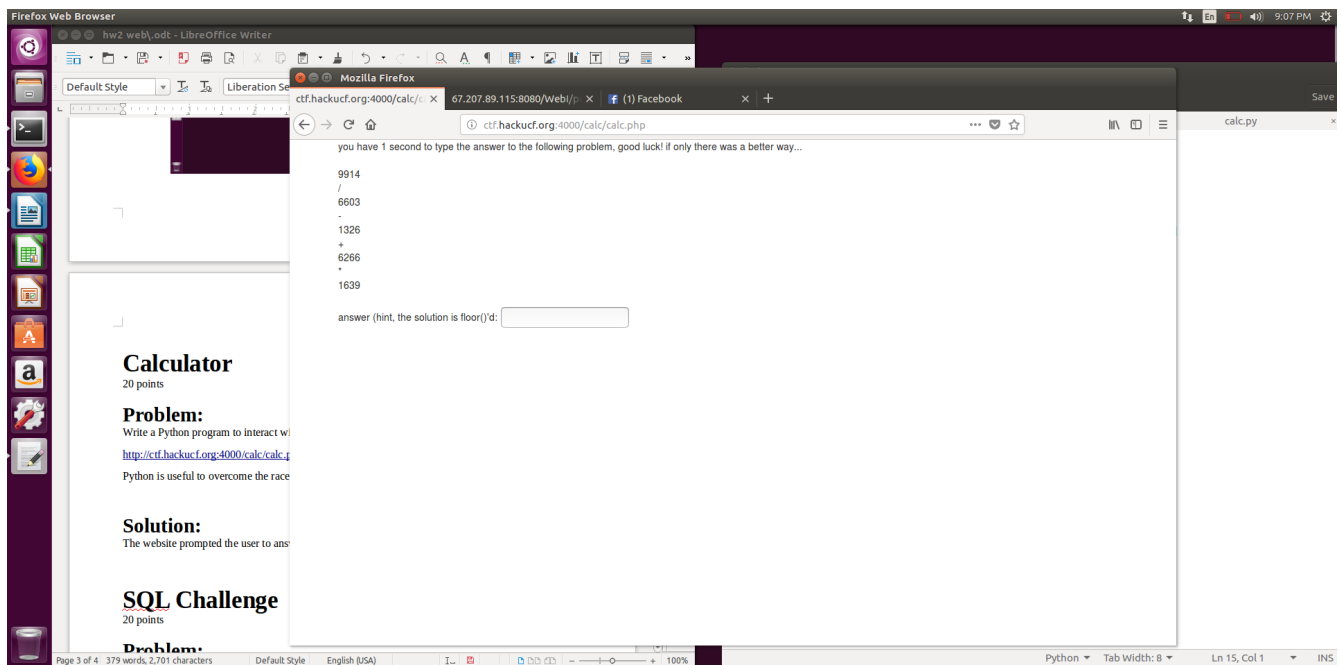 Firefox Web Browser
En
9:07 PM
hw2 web\.odt - LibreOffice Writer
Default Style
Liberation Se
Mozilla Firefox
ctf.hackucf.org:4000/calc/c
67.207.89.115:8080/WebI/p
(1) Facebook
ctf.hackucf.org:4000/calc/calc.php
Save
calc.py
you have 1 second to type the answer to the following problem, good luck! if only there was a better way...
9914
/
6603
-
1326
+
6266
*
1639
answer (hint, the solution is floor()'d:
Calculator
20 points
Problem:
Write a Python program to interact wi
http://ctf.hackucf.org:4000/calc/calc.p
Python is useful to overcome the race
Solution:
The website prompted the user to ans
SQL Challenge
20 points
Problem:
Page 3 of 4
379 words, 2,701 characters
Default Style
English (USA)
100%
Python
Tab Width: 8
Ln 15, Col 1
INS